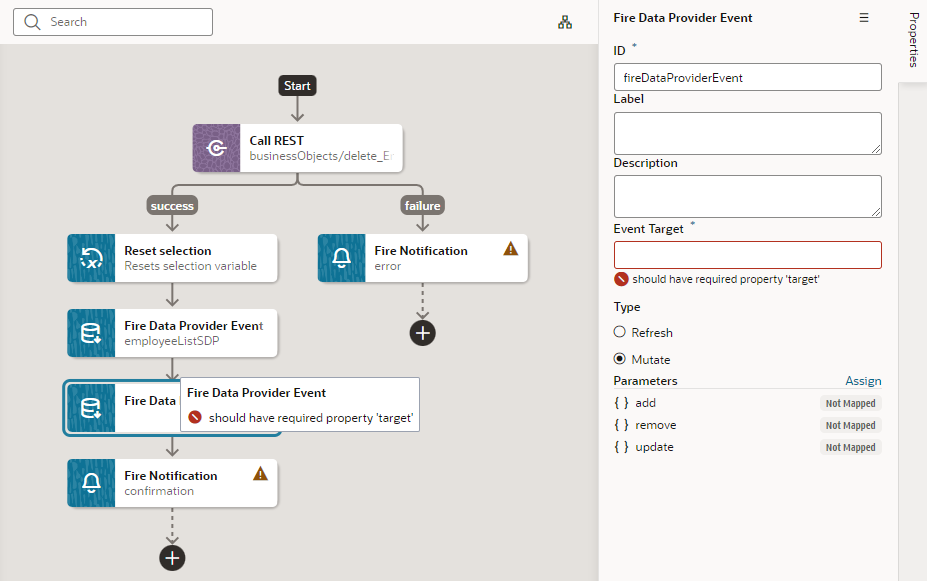 Search
Start
Call REST
businessObjects/delete_E
success
failure
Reset selection
Resets selection variable
Fire Notification
error
Fire Data Provider Event
employeeListSDP
Fire Data
Fire Data Provider Event
should have required property 'target'
Fire Notification
confirmation
Fire Data Provider Event
Properties
ID *
fireDataProviderEvent
Label
Description
Event Target *
should have required property 'target'
Type
Refresh
Mutate
Parameters
Assign
{ } add
Not Mapped
{ } remove
Not Mapped
{ } update
Not Mapped